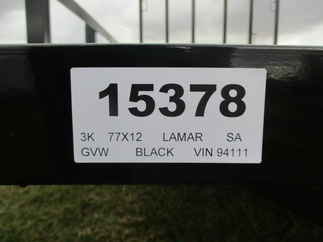 15378
3K 77X12 LAMAR SA
GVW BLACK VIN 94111